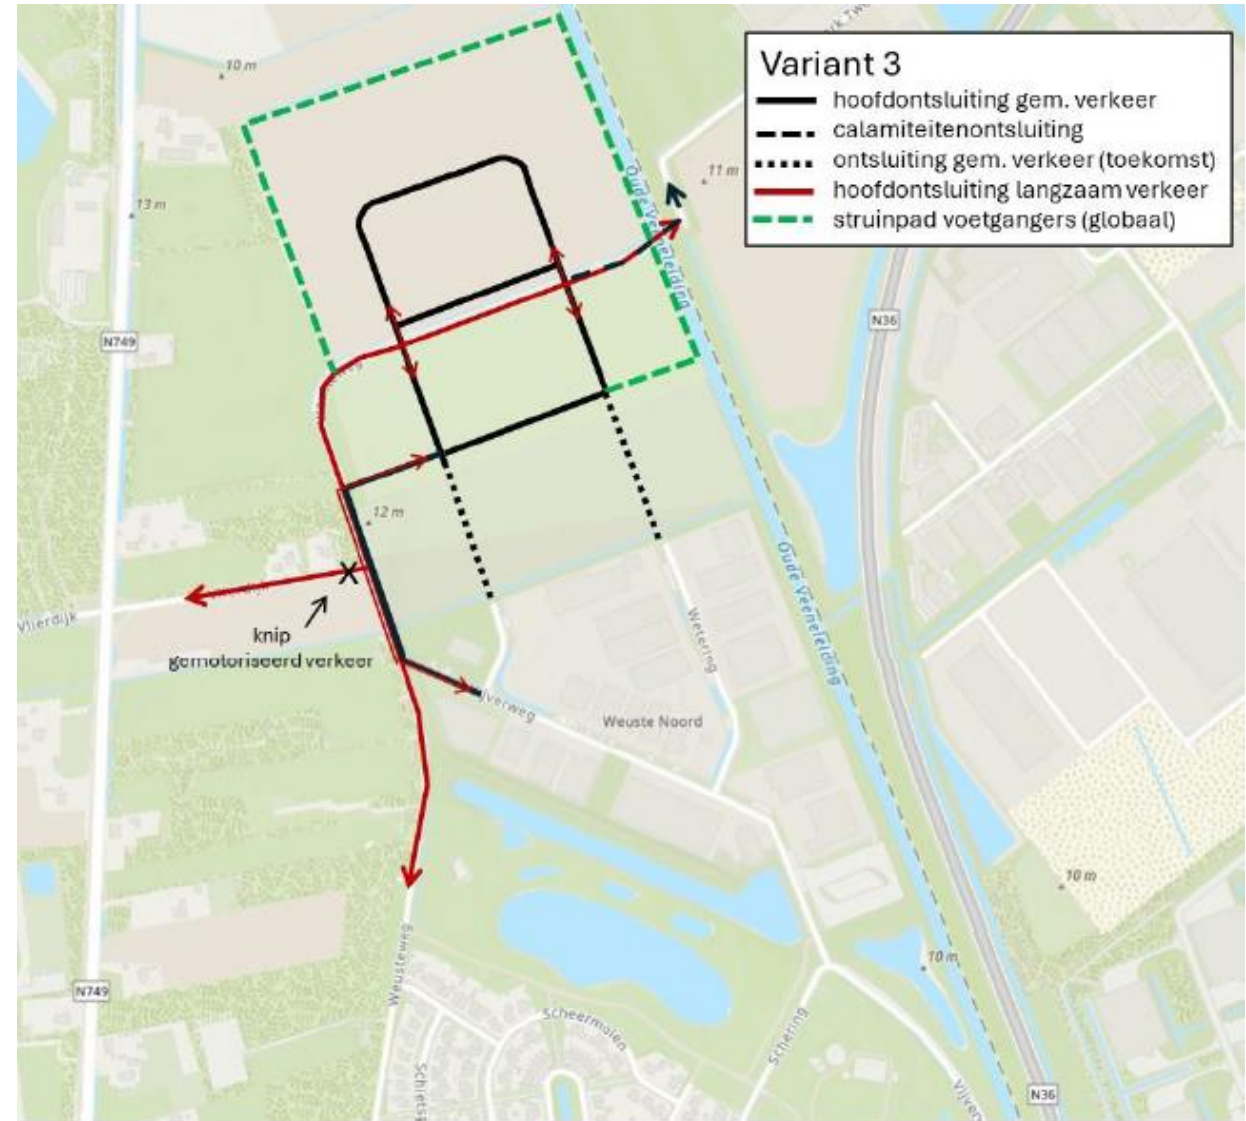 Variant 3
hoofdontsluiting gem. verkeer
calamiteitenontsluiting
ontsluiting gem. verkeer (toekomst)
hoofdontsluiting langzaam verkeer
struinpad voetgangers (globaal)
10 m
13 m
11 m
Oude Veeneleiding
N749
N36
12 m
Vlierdijk
knip
gemotoriseerd verkeer
X
Wetering
Oude Veeneleiding
Weuste Noord
10 m
10 m
Weusteweg
N749
Scheermolen
Schering
N36